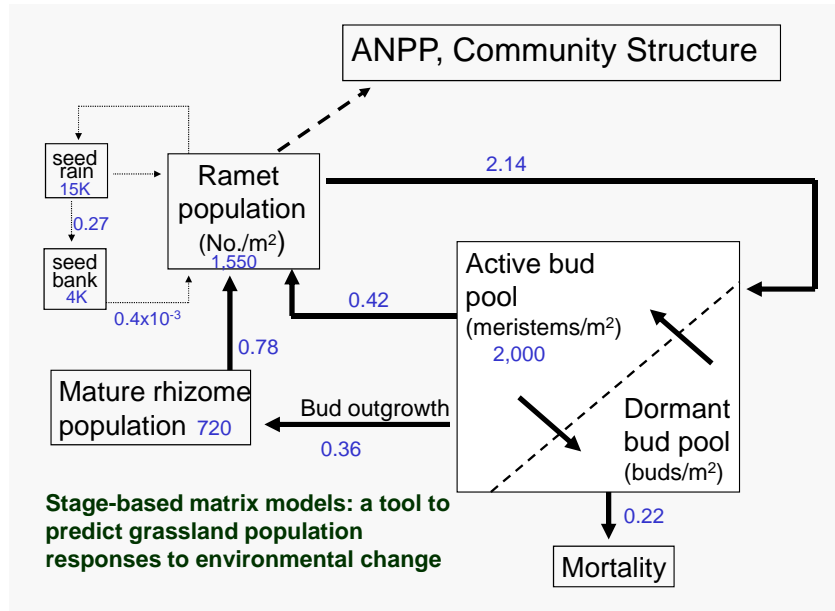 ANPP, Community Structure
seed
rain
15K
0.27
seed
bank
4K
0.4x10⁻³
Ramet
population
(No./m²)
1,550
2.14
0.42
0.78
Active bud
pool
(meristems/m²)
2,000
Dormant
bud pool
(buds/m²)
Mature rhizome
population 720
Bud outgrowth
0.36
0.22
Mortality
Stage-based matrix models: a tool to
predict grassland population
responses to environmental change